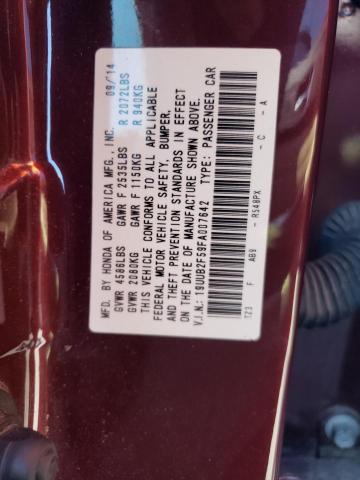 MFD. BY HONDA OF AMERICA MFG., INC. 09/14
GVWR 4586LBS GAWR F 2535LBS R 2072LBS
GVWR 2080KG GAWR F 1150KG R 940KG
THIS VEHICLE CONFORMS TO ALL APPLICABLE
FEDERAL MOTOR VEHICLE SAFETY, BUMPER,
AND THEFT PREVENTION STANDARDS IN EFFECT
ON THE DATE OF MANUFACTURE SHOWN ABOVE.
V.I.N.: 19UUB2F59FA007642 TYPE: PASSENGER CAR
TZ3 F AB9 - R548PX - C - A